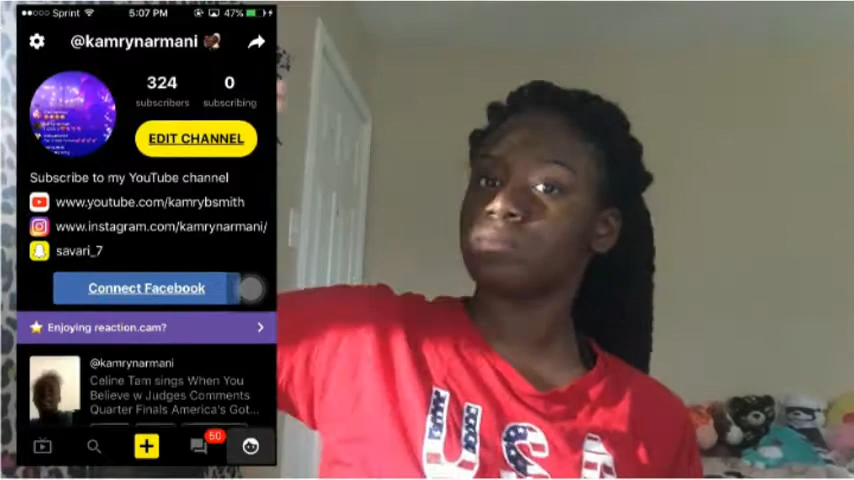 Sprint 5:07 PM 47%
@kamrynarmani
324 0
subscribers subscribing
EDIT CHANNEL
Subscribe to my YouTube channel
www.youtube.com/kamrybsmith
www.instagram.com/kamrynarmani/
savari_7
Connect Facebook
Enjoying reaction.cam?
@kamrynarmani
Celine Tam sings When You
Believe w Judges Comments
Quarter Finals America's Got...
50
USA